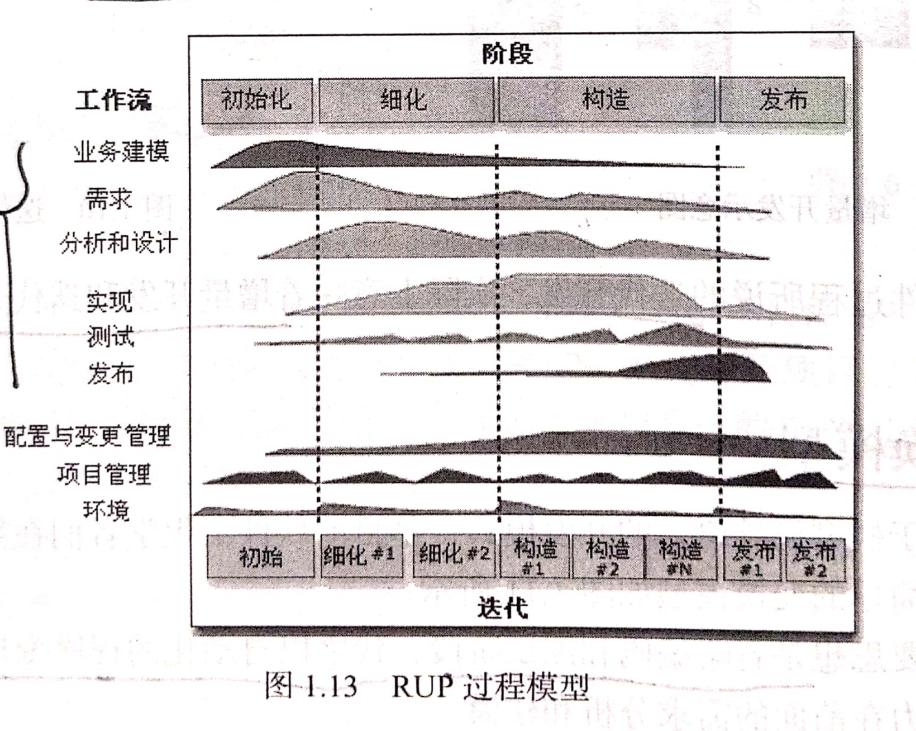 阶段
工作流
初始化 细化 构造 发布
业务建模
需求
分析和设计
实现
测试
发布
配置与变更管理
项目管理
环境
初始 细化 #1 细化 #2 构造 #1 构造 #2 构造 #N 发布 #1 发布 #2
迭代
图 1.13 RUP 过程模型